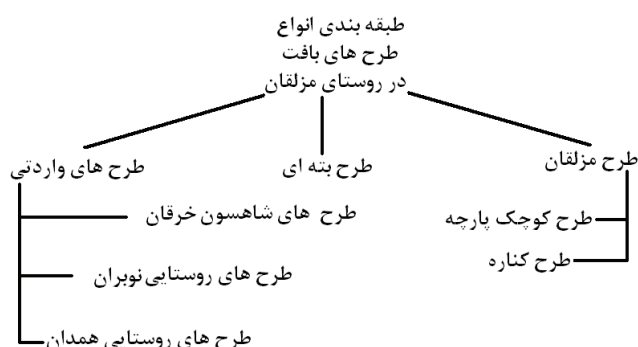 طبقه بندی انواع
طرح های بافت
در روستای مزلقان
طرح مزلقان
طرح بته ای
طرح های واردتی
طرح کوچک پارچه
طرح کناره
طرح های شاهسون خرقان
طرح های روستایی نوبران
طرح های روستایی همدان